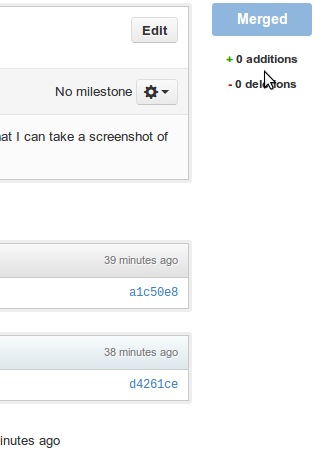 Merged
Edit
+ 0 additions
- 0 deletions
No milestone
at I can take a screenshot of
39 minutes ago
a1c50e8
38 minutes ago
d4261ce
inutes ago